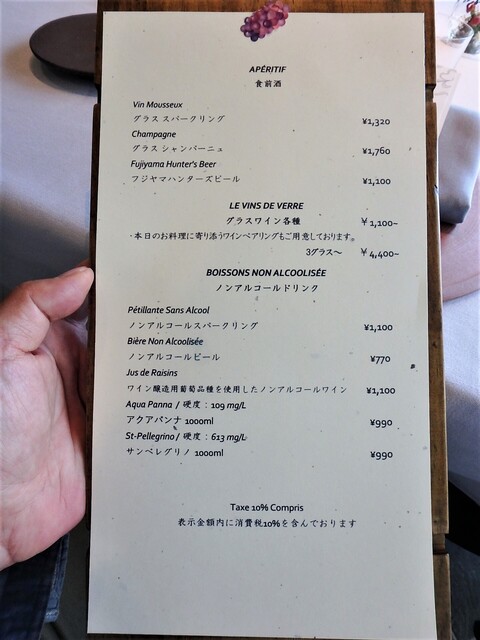 APÉRITIF
食前酒
Vin Mousseux
グラス スパークリング ¥1,320
Champagne
グラス シャンパーニュ ¥1,760
Fujiyama Hunter's Beer
フジヤマハンターズビール ¥1,100
LE VINS DE VERRE
グラスワイン各種 ¥1,100~
・本日のお料理に寄り添うワインペアリングもご用意しております。
3グラス〜 ¥4,400~
BOISSONS NON ALCOOLISÉE
ノンアルコールドリンク
Pétillante Sans Alcool
ノンアルコールスパークリング ¥1,100
Bière Non Alcoolisée
ノンアルコールビール ¥770
Jus de Raisins
ワイン醸造用葡萄品種を使用したノンアルコールワイン ¥1,100
Aqua Panna / 硬度：109 mg/L
アクアパンナ 1000ml ¥990
St-Pellegrino / 硬度：613 mg/L
サンペレグリノ 1000ml ¥990
Taxe 10% Compris
表示金額内に消費税10%を含んでおります